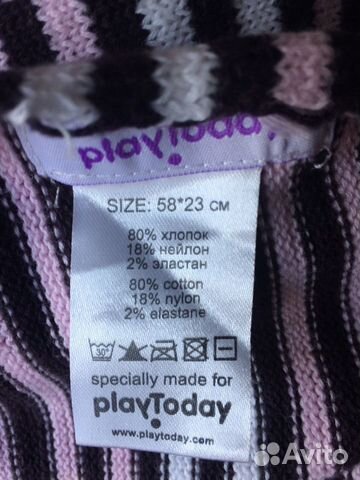 playToday
SIZE: 58*23 см
80% хлопок
18% нейлон
2% эластан
80% cotton
18% nylon
2% elastane
30°
specially made for
playToday
www.playtoday.com
Avito